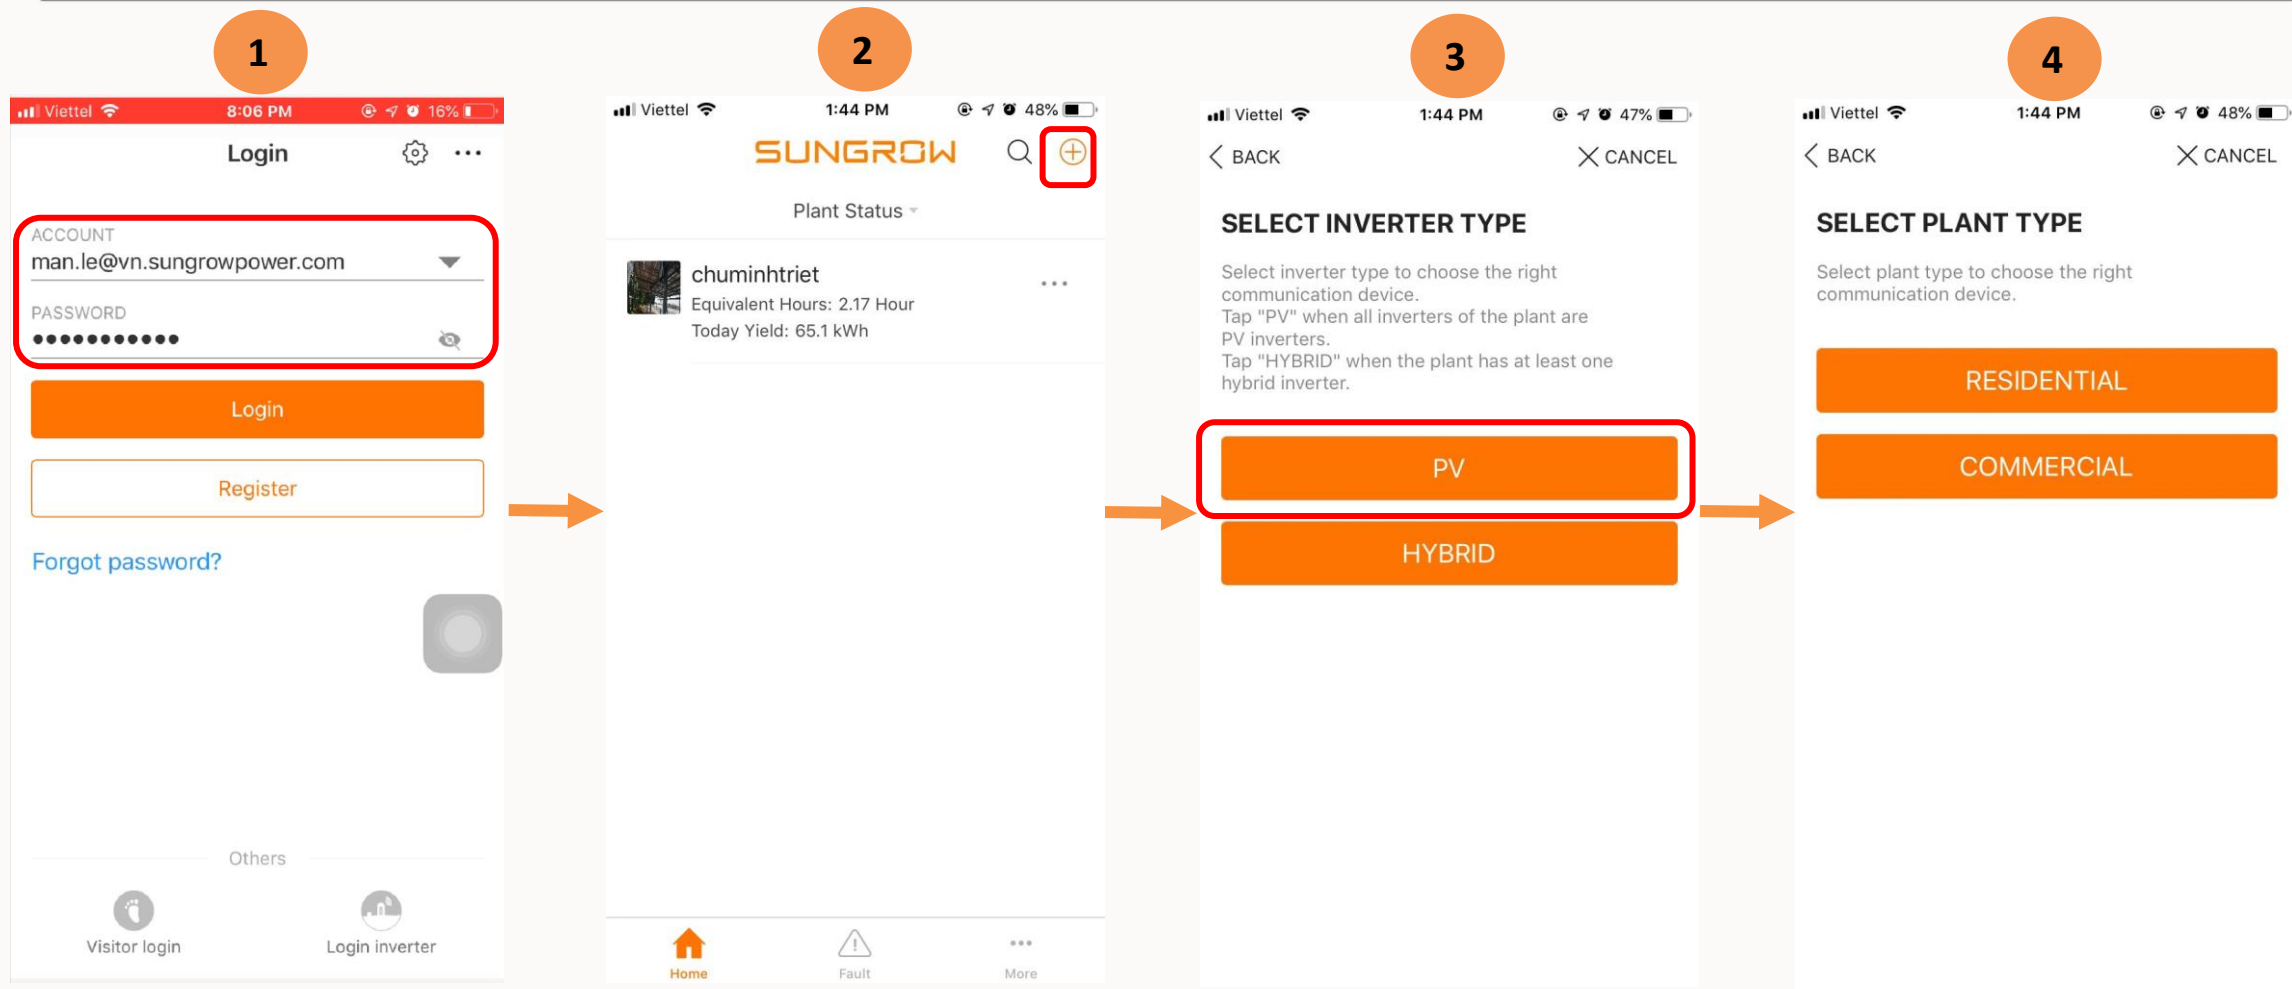 1
Viettel 8:06 PM 16%
Login
ACCOUNT
man.le@vn.sungrowpower.com
PASSWORD
•••••••••••
Login
Register
Forgot password?
Others
Visitor login
Login inverter
2
Viettel 1:44 PM 48%
SUNGROW
Plant Status
chuminhtriet
Equivalent Hours: 2.17 Hour
Today Yield: 65.1 kWh
Home
Fault
More
3
Viettel 1:44 PM 47%
BACK
CANCEL
SELECT INVERTER TYPE
Select inverter type to choose the right
communication device.
Tap "PV" when all inverters of the plant are
PV inverters.
Tap "HYBRID" when the plant has at least one
hybrid inverter.
PV
HYBRID
4
Viettel 1:44 PM 48%
BACK
CANCEL
SELECT PLANT TYPE
Select plant type to choose the right
communication device.
RESIDENTIAL
COMMERCIAL